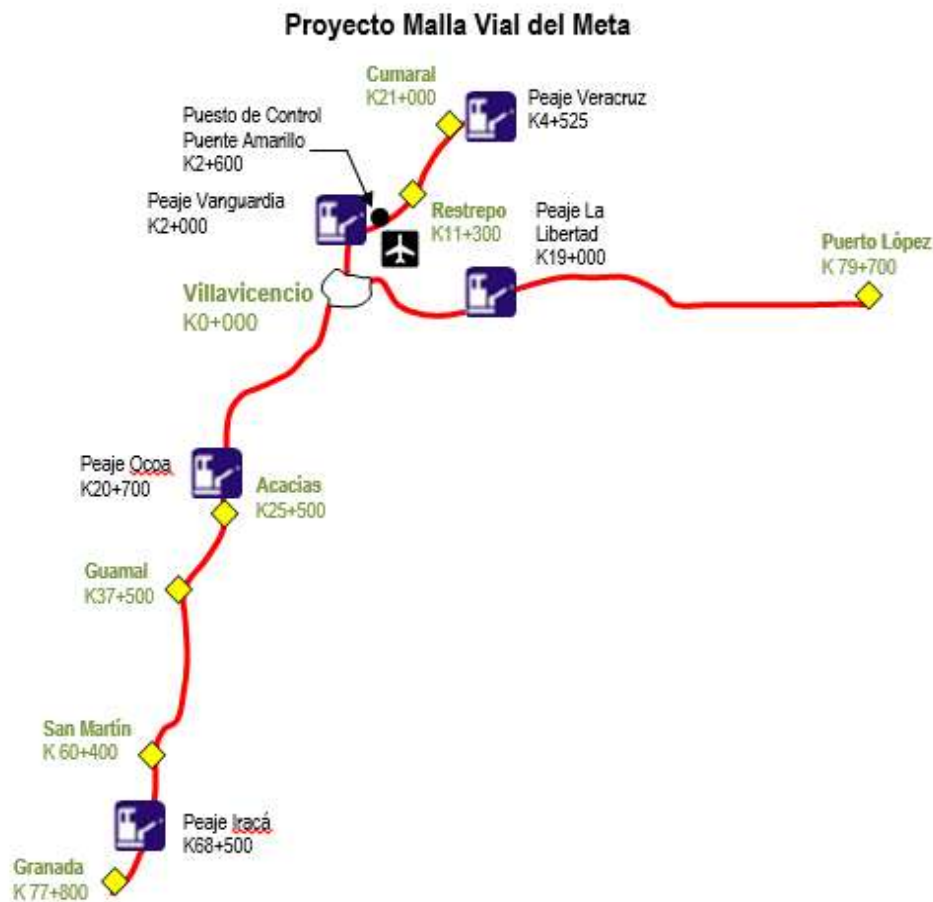 Proyecto Malla Vial del Meta
Cumaral
K21+000
Peaje Veracruz
K4+525
Puesto de Control
Puente Amarillo
K2+600
Peaje Vanguardia
K2+000
Restrepo
K11+300
Peaje La
Libertad
K19+000
Puerto López
K 79+700
Villavicencio
K0+000
Peaje Ocoa
K20+700
Acacias
K25+500
Guamal
K37+500
San Martín
K 60+400
Peaje Iracá
K68+500
Granada
K 77+800